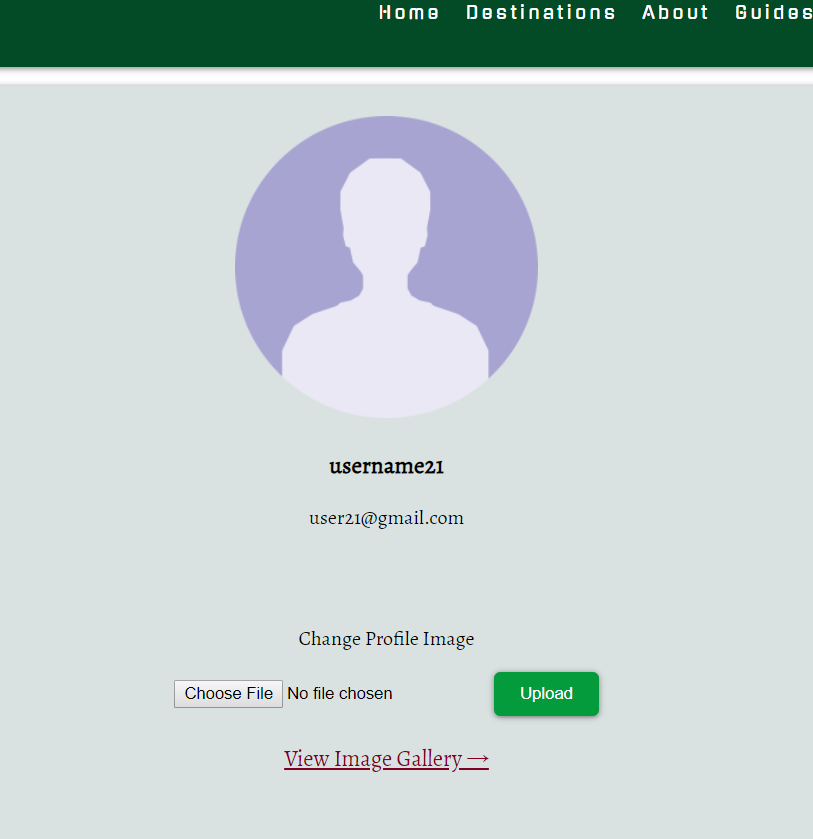 Home Destinations About Guides
username21
user21@gmail.com
Change Profile Image
Choose File No file chosen Upload
View Image Gallery →